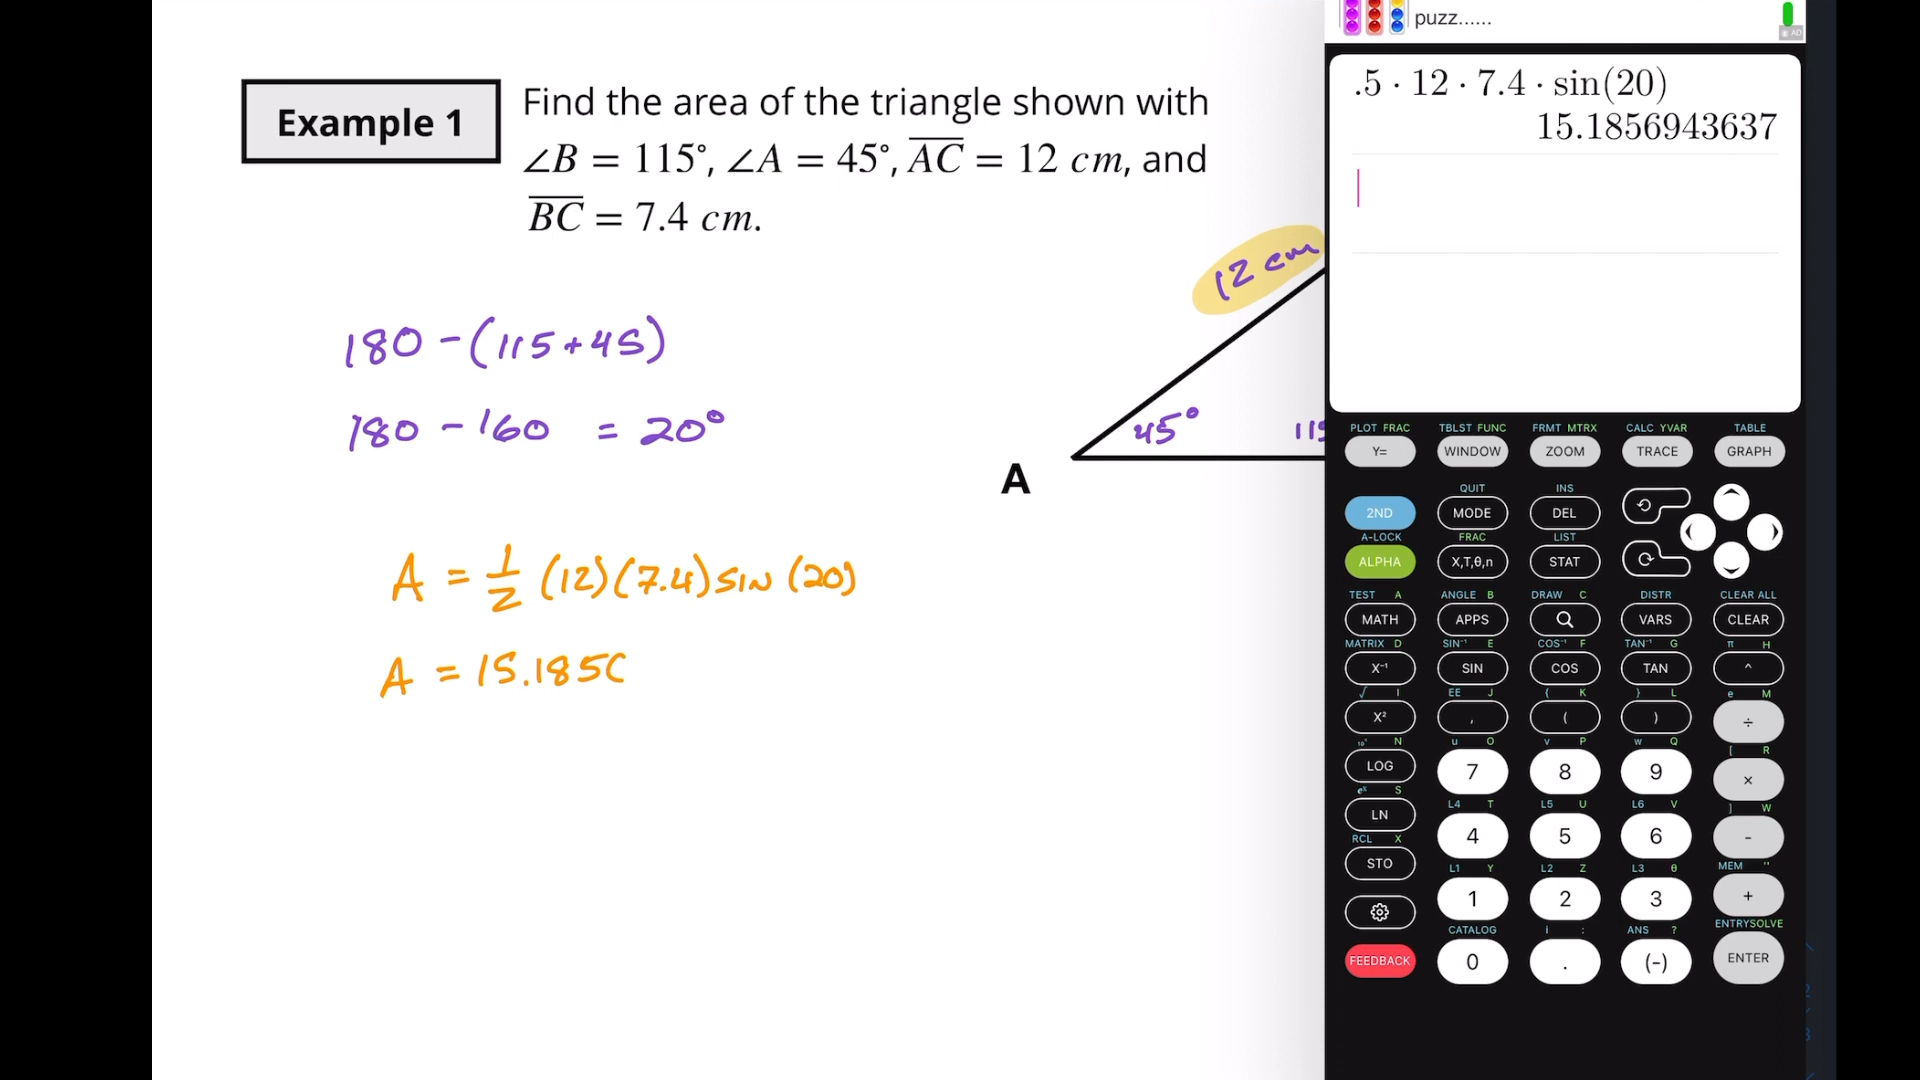 puzz......
AD
.5 · 12 · 7.4 · sin(20)
15.1856943637
Example 1
Find the area of the triangle shown with
∠B = 115°, ∠A = 45°, AC = 12 cm, and
BC = 7.4 cm.
12 cm
180 - (115 + 45)
180 - 160 = 20°
45°
115
A
A = 1/2 (12)(7.4) SIN (20)
A = 15.185
PLOT FRAC TBLST FUNC FRMT MTRX CALC YVAR TABLE
Y= WINDOW ZOOM TRACE GRAPH
QUIT INS
2ND MODE DEL
A-LOCK FRAC LIST
ALPHA X,T,θ,n STAT
TEST A ANGLE B DRAW C DISTR CLEAR ALL
MATH APPS VARS CLEAR
MATRIX D SIN⁻¹ E COS⁻¹ F TAN⁻¹ G π H
X⁻¹ SIN COS TAN ^
√ I EE J { K } L e M
X² , ( ) ÷
10ˣ N u O v P w Q [ R
LOG 7 8 9 ×
eˣ S L4 T L5 U L6 V ] W
LN 4 5 6 -
RCL X L1 Y L2 Z L3 θ MEM "
STO 1 2 3 +
CATALOG i : ANS ? ENTRY SOLVE
FEEDBACK 0 . (-) ENTER